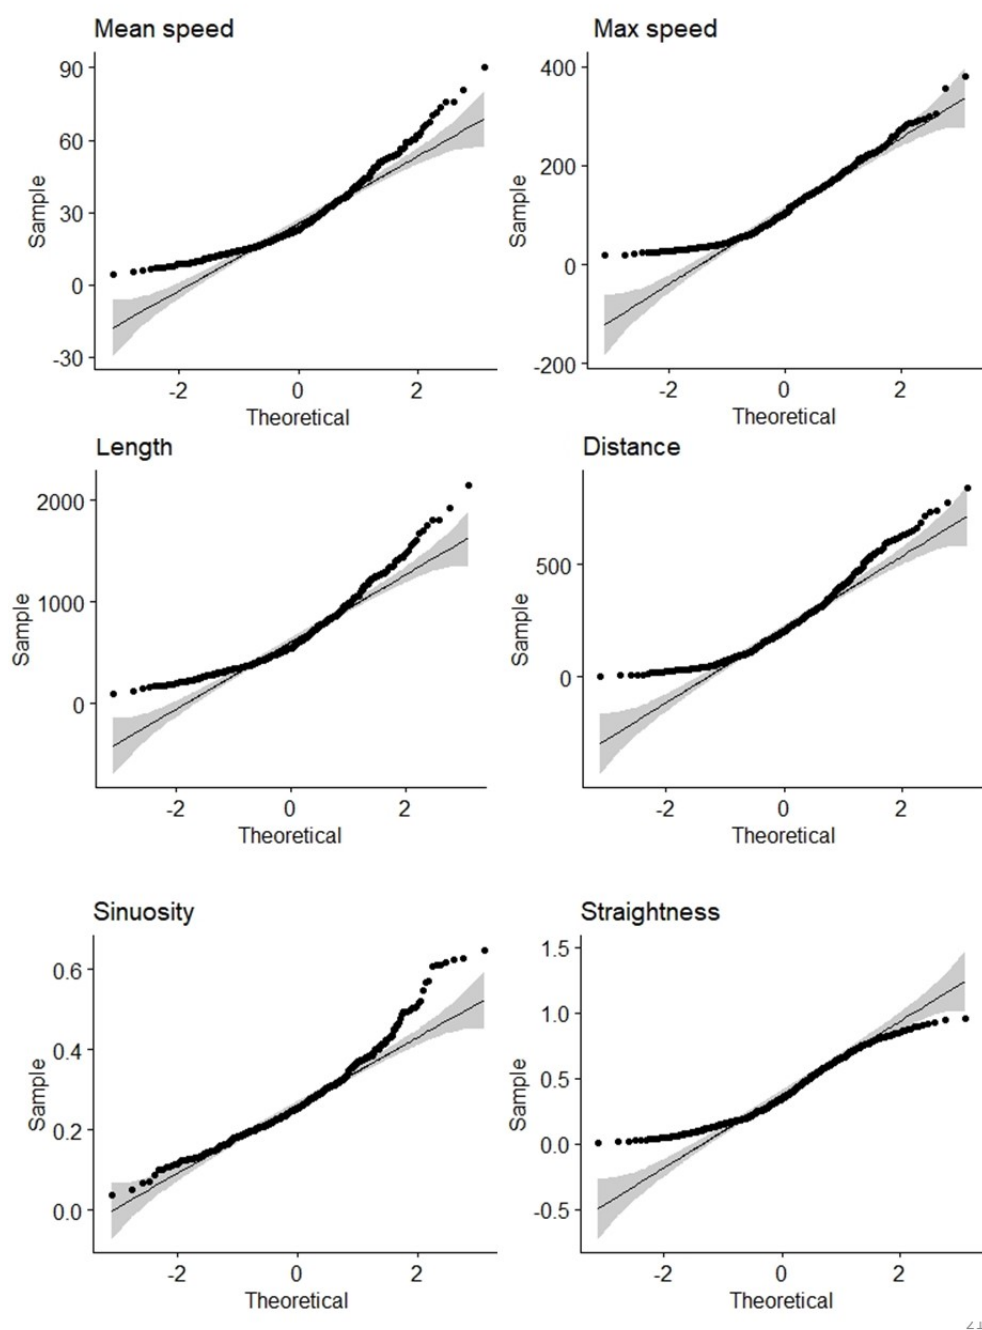 Mean speed
Max speed
90
60
30
0
-30
Sample
-2 0 2
Theoretical
400
200
0
-200
Sample
-2 0 2
Theoretical
Length
Distance
2000
1000
0
Sample
-2 0 2
Theoretical
500
0
Sample
-2 0 2
Theoretical
Sinuosity
Straightness
0.6
0.4
0.2
0.0
Sample
-2 0 2
Theoretical
1.5
1.0
0.5
0.0
-0.5
Sample
-2 0 2
Theoretical